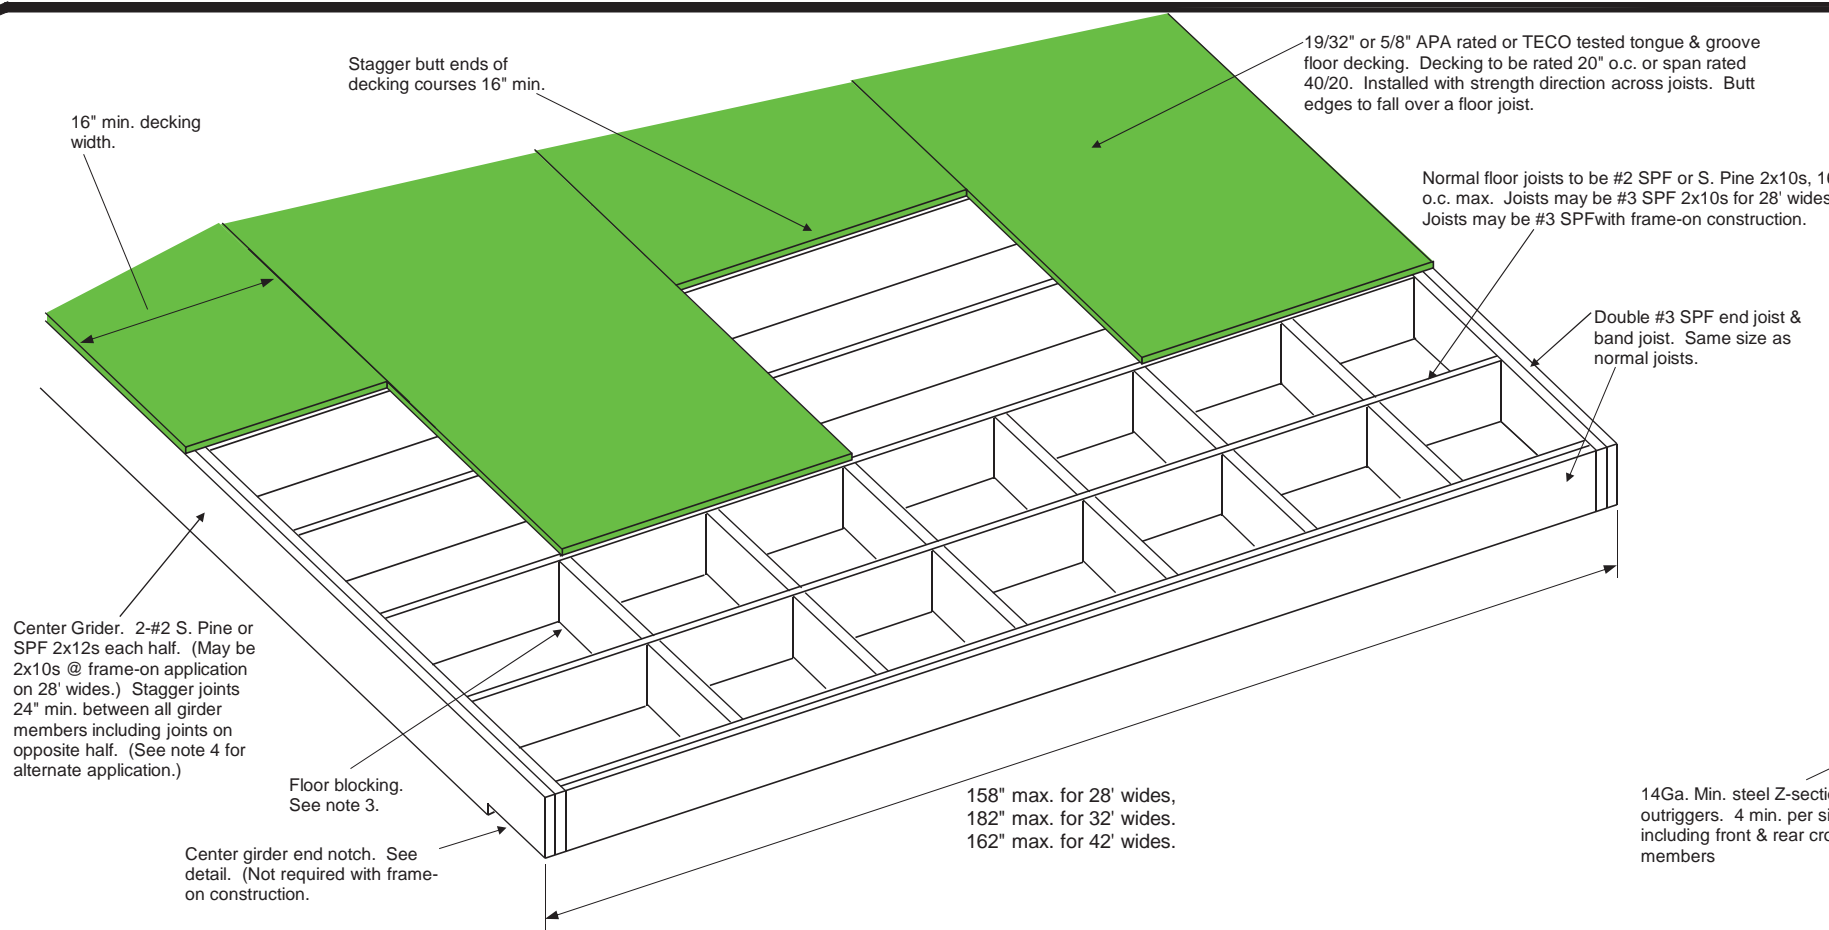 Stagger butt ends of
decking courses 16" min.
16" min. decking
width.
19/32" or 5/8" APA rated or TECO tested tongue & groove
floor decking. Decking to be rated 20" o.c. or span rated
40/20. Installed with strength direction across joists. Butt
edges to fall over a floor joist.
Normal floor joists to be #2 SPF or S. Pine 2x10s, 16
o.c. max. Joists may be #3 SPF 2x10s for 28' wides
Joists may be #3 SPFwith frame-on construction.
Double #3 SPF end joist &
band joist. Same size as
normal joists.
Center Grider. 2-#2 S. Pine or
SPF 2x12s each half. (May be
2x10s @ frame-on application
on 28' wides.) Stagger joints
24" min. between all girder
members including joints on
opposite half. (See note 4 for
alternate application.)
Floor blocking.
See note 3.
Center girder end notch. See
detail. (Not required with frame-
on construction.
158" max. for 28' wides,
182" max. for 32' wides.
162" max. for 42' wides.
14Ga. Min. steel Z-secti
outriggers. 4 min. per si
including front & rear cro
members